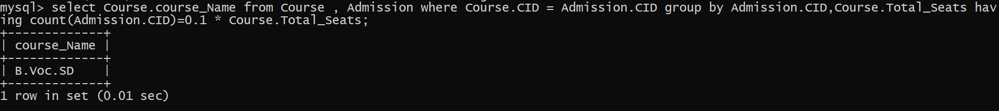 mysql> select Course.course_Name from Course , Admission where Course.CID = Admission.CID group by Admission.CID,Course.Total_Seats hav
ing count(Admission.CID)=0.1 * Course.Total_Seats;
+-------------+
| course_Name |
+-------------+
| B.Voc.SD    |
+-------------+
1 row in set (0.01 sec)